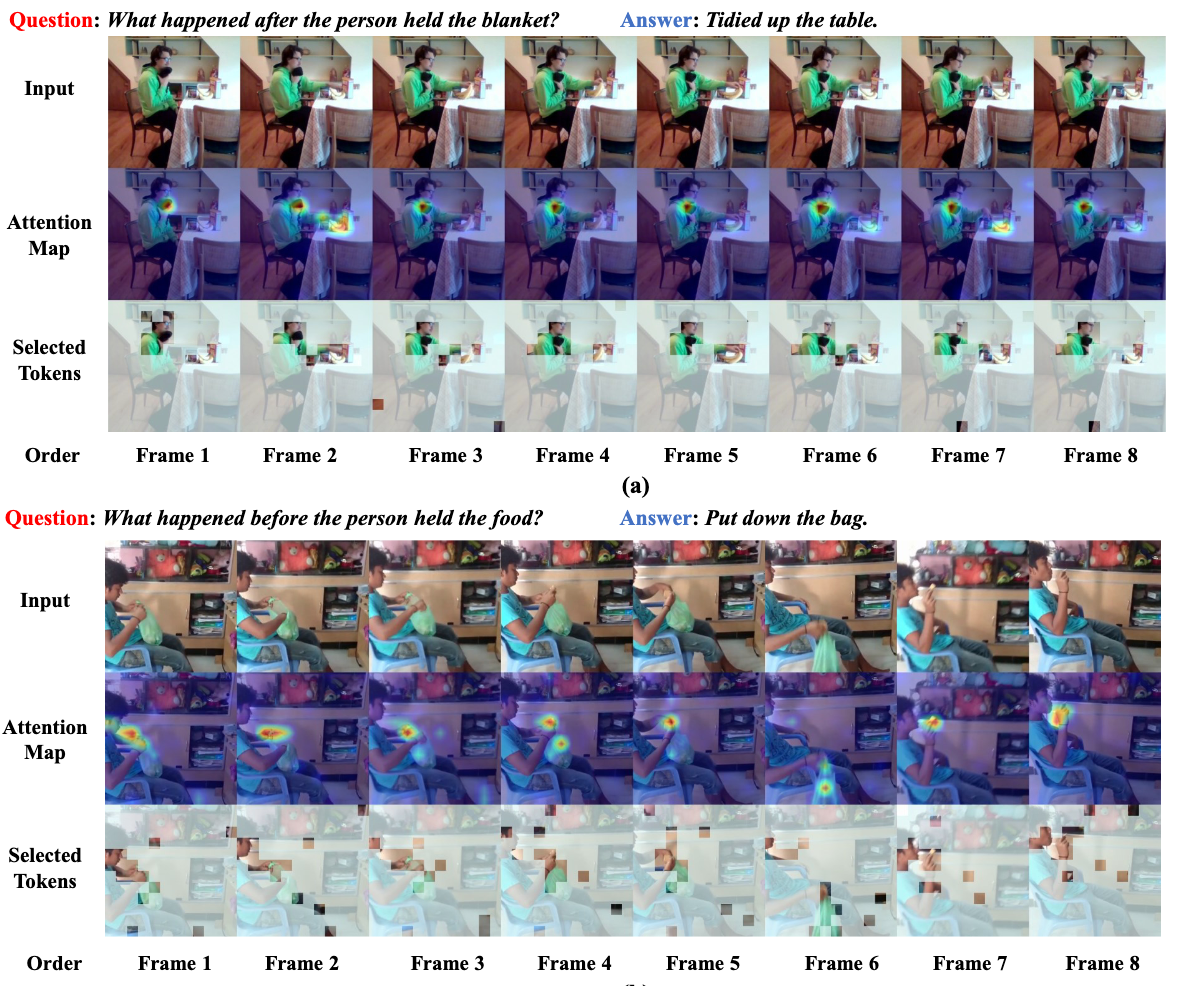 Question: What happened after the person held the blanket? Answer: Tidied up the table.
Input
Attention
Map
Selected
Tokens
Order Frame 1 Frame 2 Frame 3 Frame 4 Frame 5 Frame 6 Frame 7 Frame 8
(a)
Question: What happened before the person held the food? Answer: Put down the bag.
Input
Attention
Map
Selected
Tokens
Order Frame 1 Frame 2 Frame 3 Frame 4 Frame 5 Frame 6 Frame 7 Frame 8